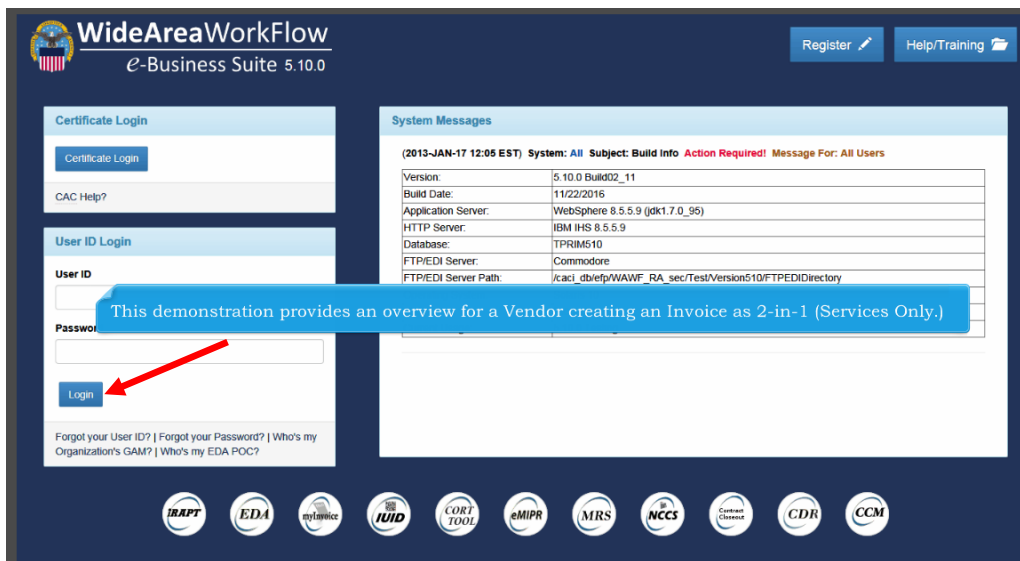 WideAreaWorkFlow
e-Business Suite 5.10.0
Register
Help/Training
Certificate Login
Certificate Login
CAC Help?
User ID Login
User ID
Passwor
Login
Forgot your User ID? | Forgot your Password? | Who's my
Organization's GAM? | Who's my EDA POC?
System Messages
(2013-JAN-17 12:05 EST) System: All Subject: Build Info Action Required! Message For: All Users
Version: 5.10.0 Build02_11
Build Date: 11/22/2016
Application Server: WebSphere 8.5.5.9 (jdk1.7.0_95)
HTTP Server: IBM IHS 8.5.5.9
Database: TPRIM510
FTP/EDI Server: Commodore
FTP/EDI Server Path: /caci_db/efp/WAWF_RA_sec/Test/Version510/FTPEDIDirectory
This demonstration provides an overview for a Vendor creating an Invoice as 2-in-1 (Services Only.)
iRAPT
EDA
myInvoice
IUID
CORT
TOOL
eMIPR
MRS
NCCS
Contract
Closeout
CDR
CCM